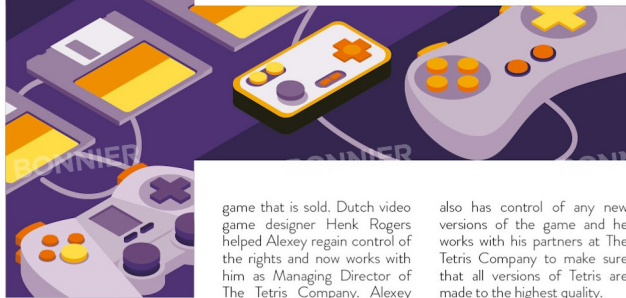 BONNIER
BONNIER
game that is sold. Dutch video
game designer Henk Rogers
helped Alexey regain control of
the rights and now works with
him as Managing Director of
The Tetris Company. Alexey
also has control of any new
versions of the game and he
works with his partners at The
Tetris Company to make sure
that all versions of Tetris are
made to the highest quality.